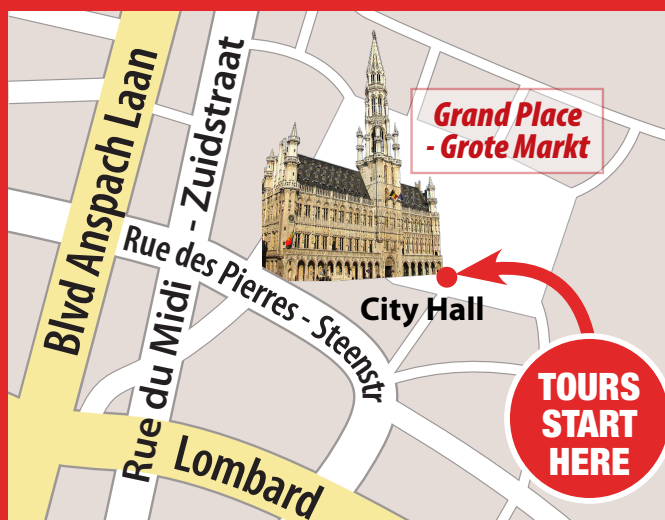 Blvd Anspach Laan
Rue du Midi - Zuidstraat
Rue des Pierres - Steenstr
Grand Place
- Grote Markt
City Hall
TOURS
START
HERE
Lombard